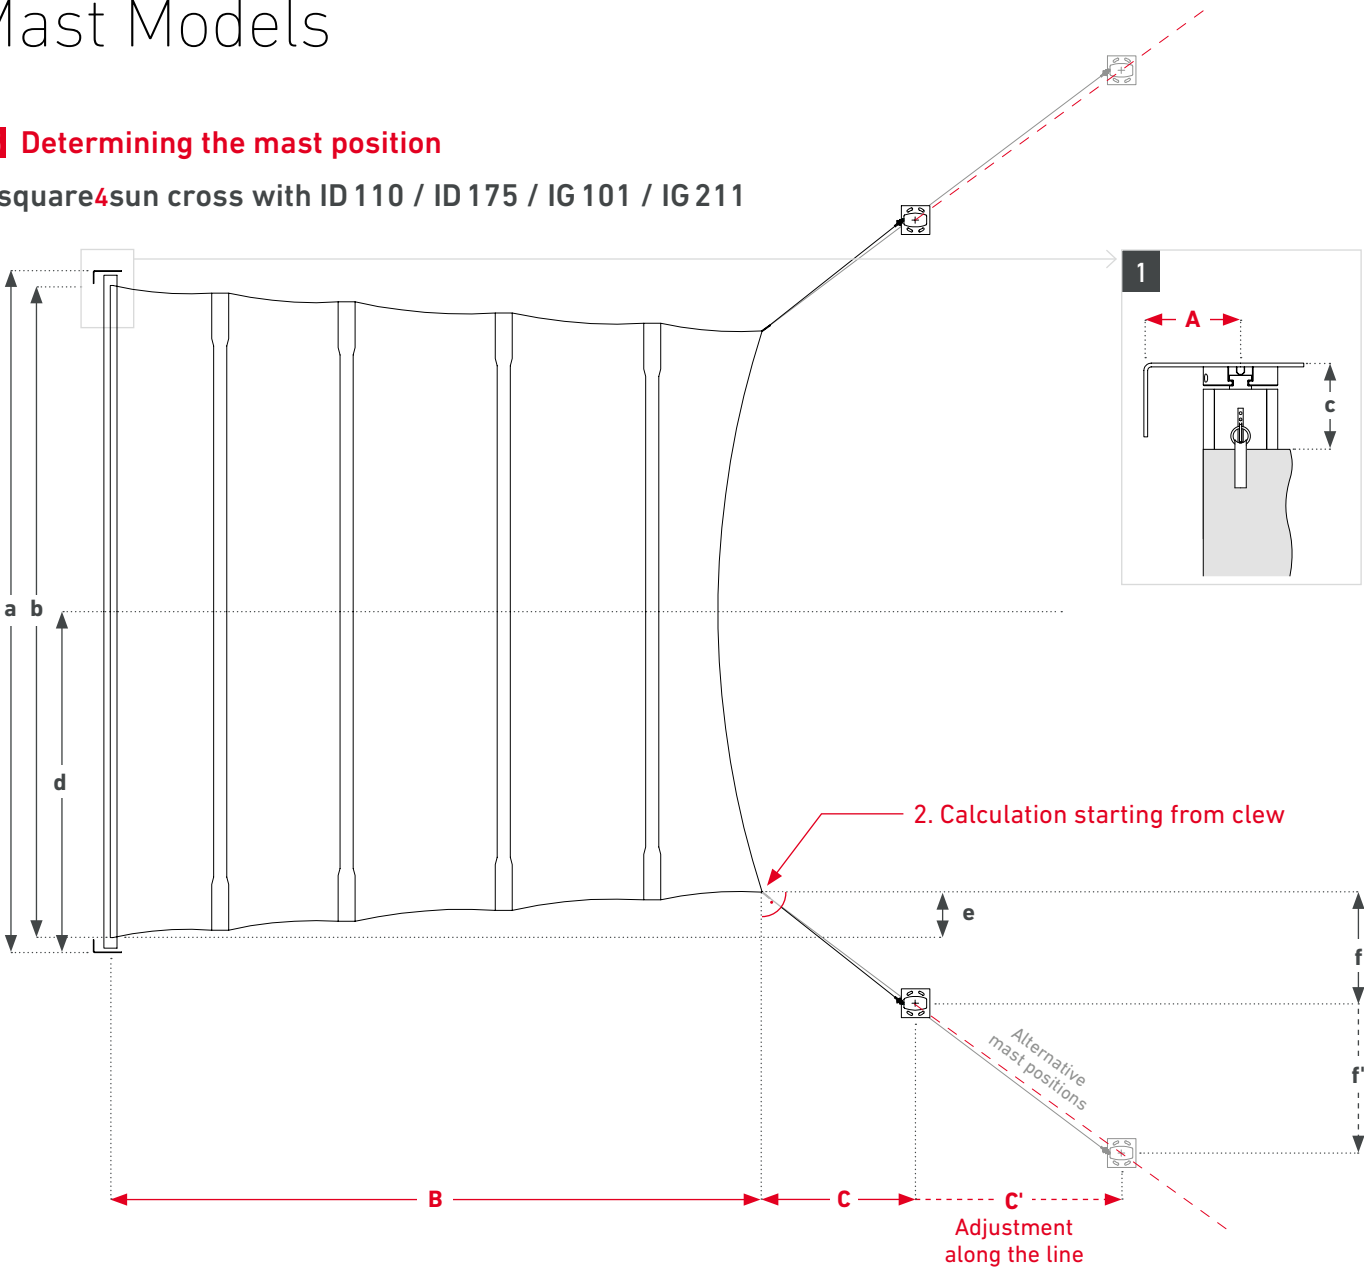 Mast Models
Determining the mast position
square4sun cross with ID 110 / ID 175 / IG 101 / IG 211
1
A
c
a
b
d
2. Calculation starting from clew
e
f
Alternative
mast positions
f'
B
C
C'
Adjustment
along the line